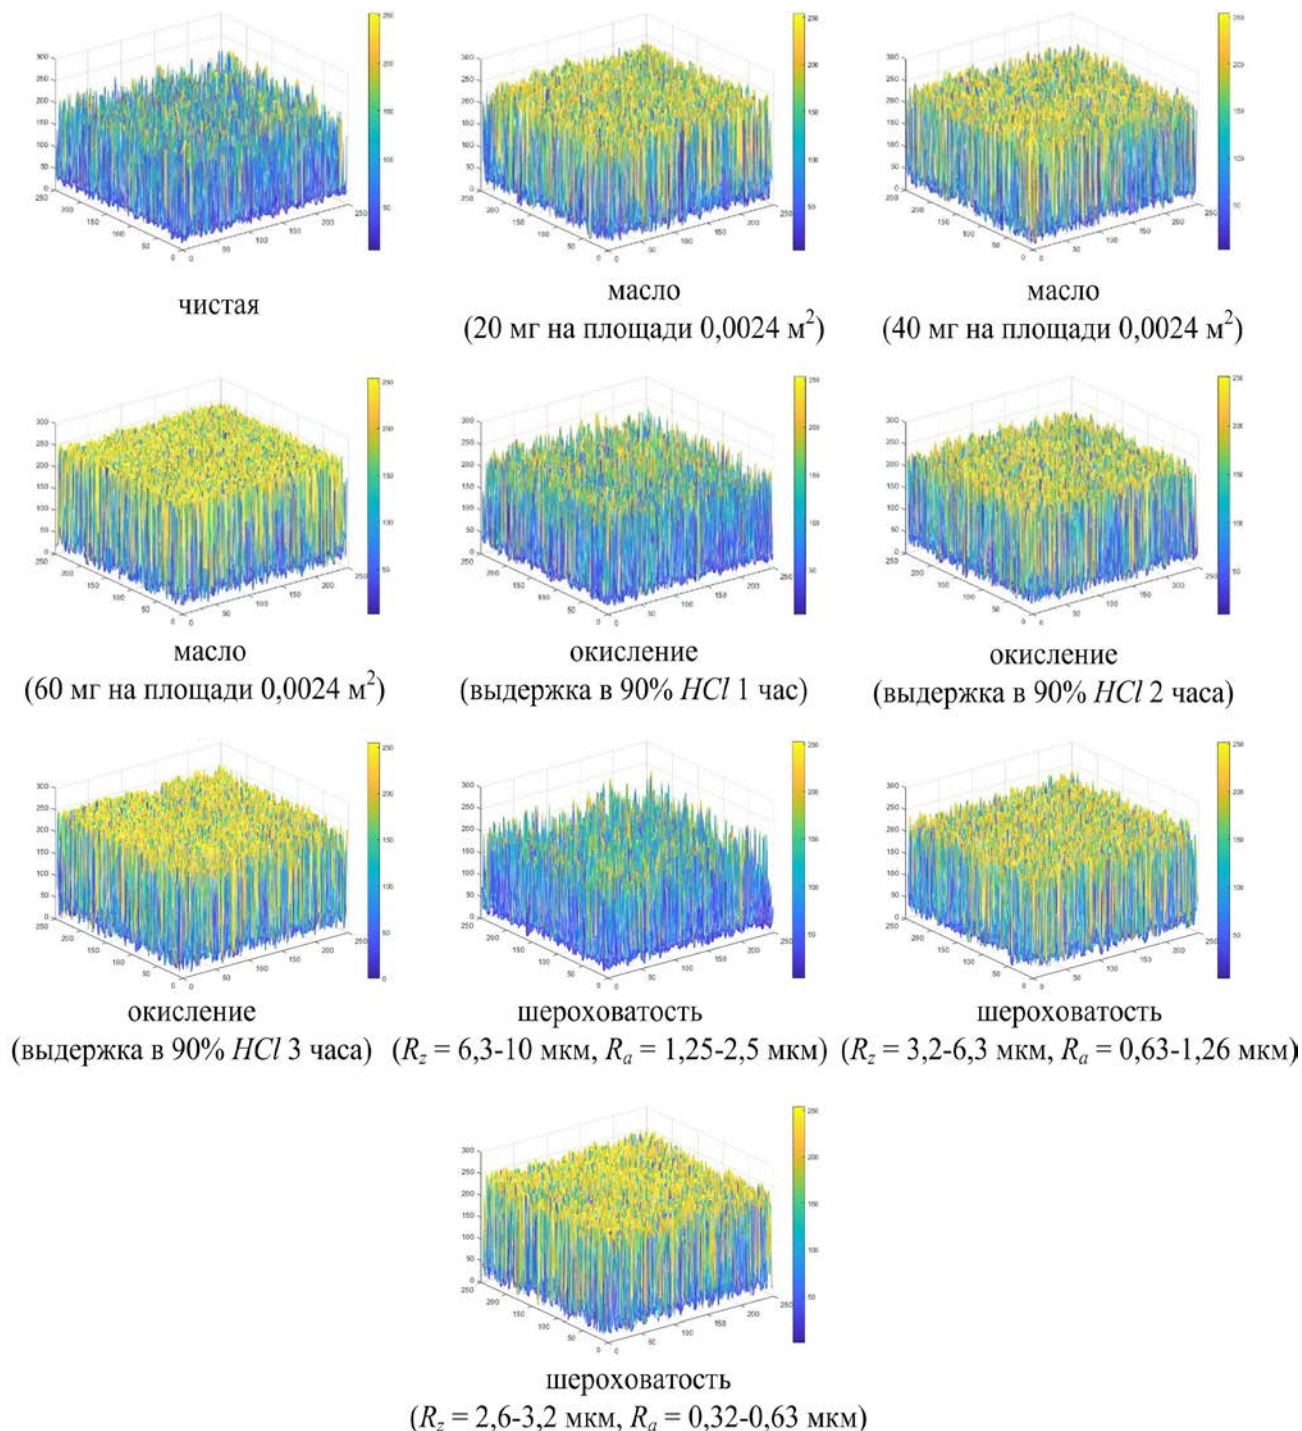 чистая
масло
(20 мг на площади 0,0024 м²)
масло
(40 мг на площади 0,0024 м²)
масло
(60 мг на площади 0,0024 м²)
окисление
(выдержка в 90% HCl 1 час)
окисление
(выдержка в 90% HCl 2 часа)
окисление
(выдержка в 90% HCl 3 часа)
шероховатость
(Rz = 6,3-10 мкм, Ra = 1,25-2,5 мкм)
шероховатость
(Rz = 3,2-6,3 мкм, Ra = 0,63-1,26 мкм)
шероховатость
(Rz = 2,6-3,2 мкм, Ra = 0,32-0,63 мкм)